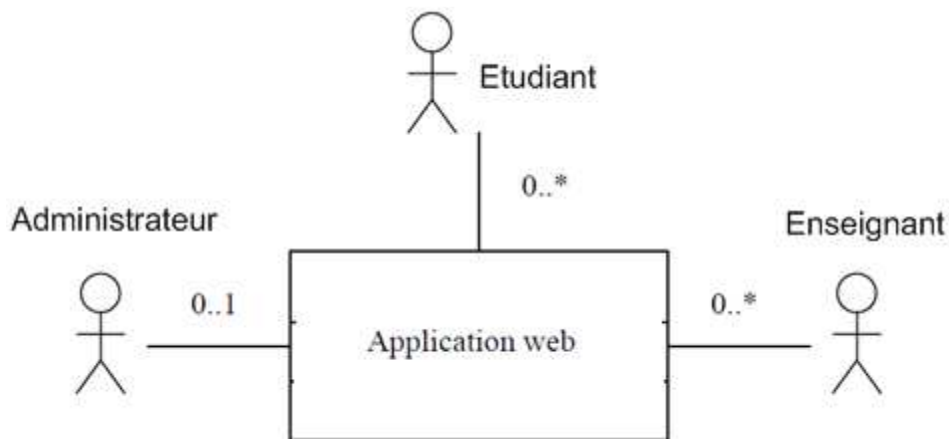 Etudiant
0..*
Administrateur
Enseignant
0..1
0..*
Application web